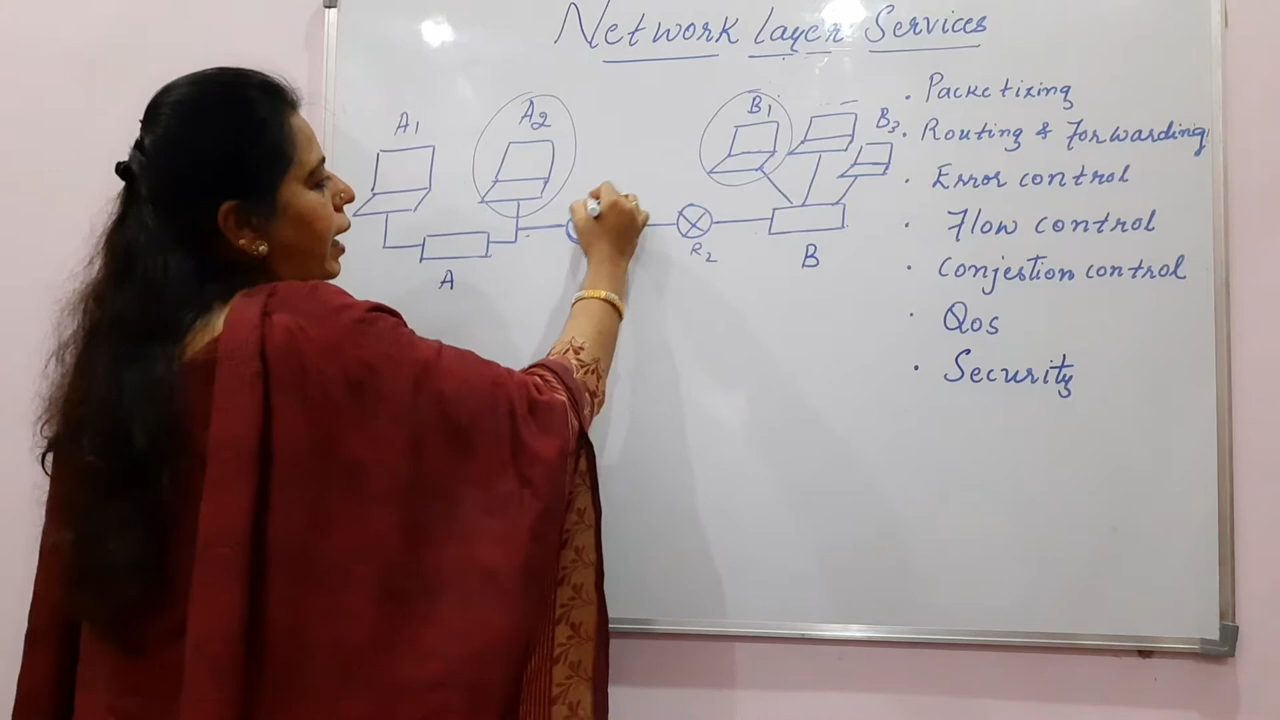 Network Layer Services
A1
A2
B1
B3
R2
A
B
. Packetizing
. Routing & Forwarding
. Error control
. Flow control
. Conjestion control
. Qos
. Security